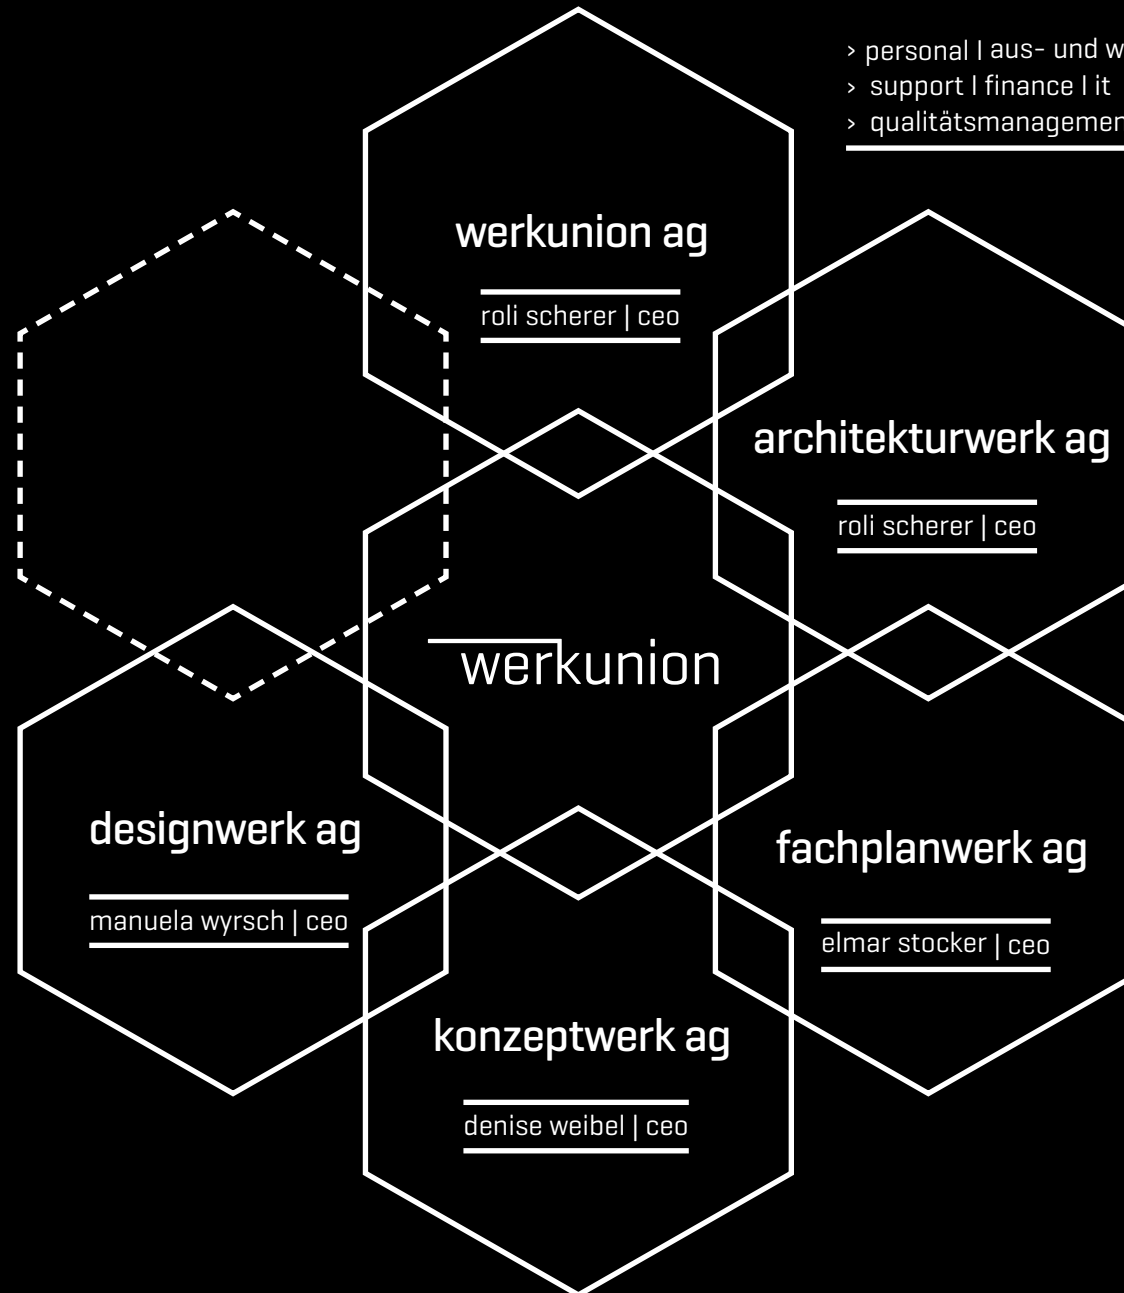 > personal | aus- und
> support | finance | it
> 
werkunion ag
roli scherer | ceo
architekturwerk ag
roli scherer | ceo
werkunion
designwerk ag
manuela wyrsch | ceo
fachplanwerk ag
elmar stocker | ceo
konzeptwerk ag
denise weibel | ceo